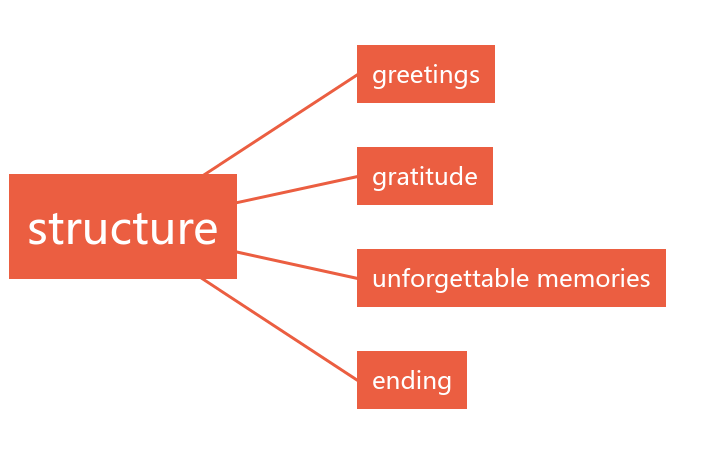 structure
greetings
gratitude
unforgettable memories
ending